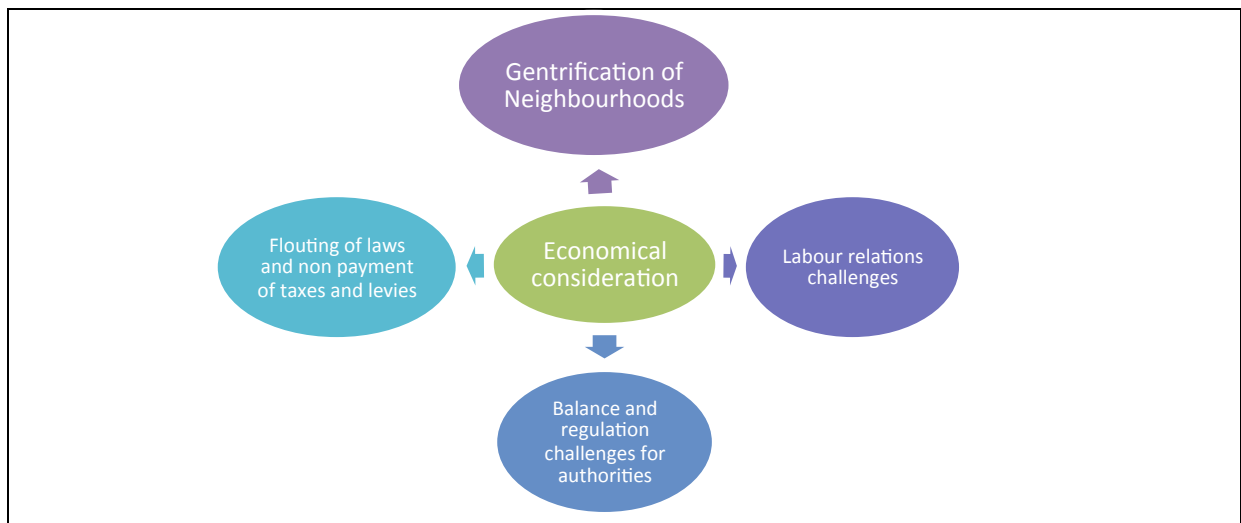 Gentrification of
Neighbourhoods
Flouting of laws
and non payment
of taxes and levies
Economical
consideration
Labour relations
challenges
Balance and
regulation
challenges for
authorities